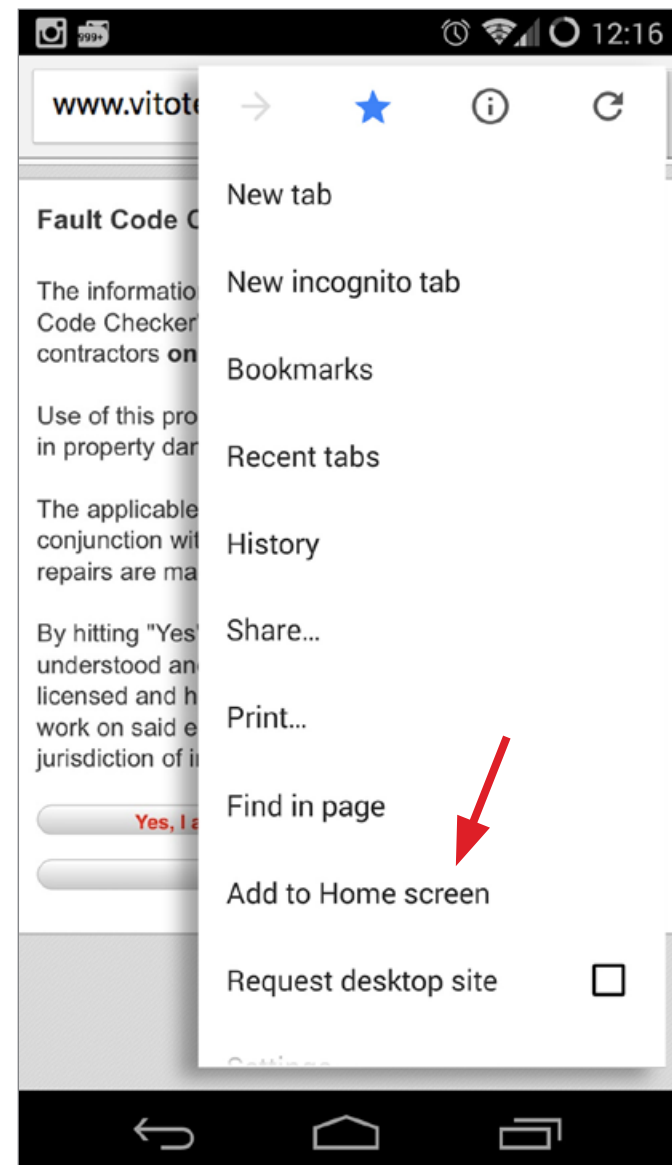 999+
12:16
www.vitote
New tab
New incognito tab
Bookmarks
Recent tabs
History
Share...
Print...
Find in page
Add to Home screen
Request desktop site
Settings
Fault Code C
The informatio
Code Checker'
contractors on
Use of this pro
in property dar
The applicable
conjunction wit
repairs are ma
By hitting "Yes"
understood an
licensed and h
work on said e
jurisdiction of i
Yes, I a